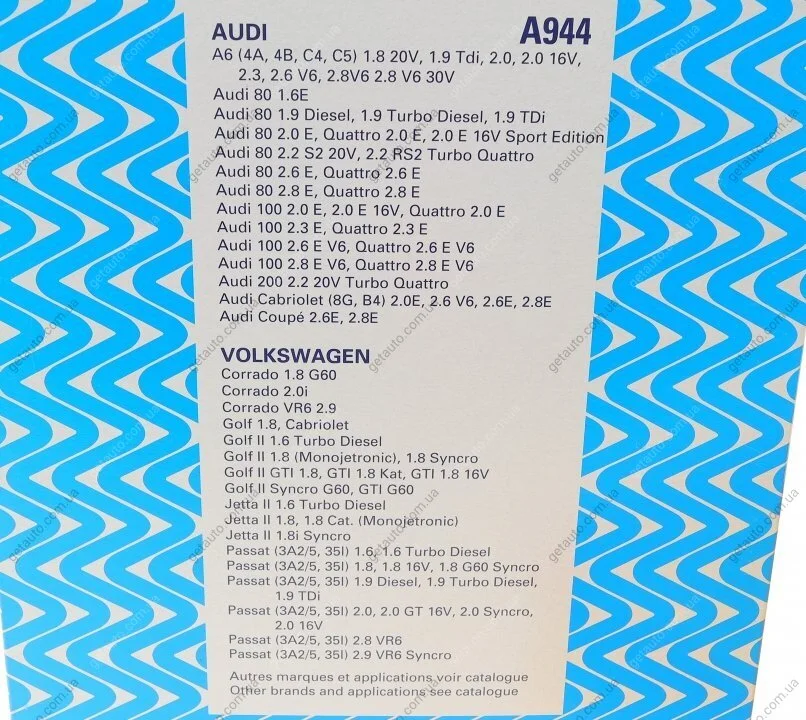 AUDI
A944
A6 (4A, 4B, C4, C5) 1.8 20V, 1.9 Tdi, 2.0, 2.0 16V,
2.3, 2.6 V6, 2.8V6 2.8 V6 30V
Audi 80 1.6E
Audi 80 1.9 Diesel, 1.9 Turbo Diesel, 1.9 TDi
Audi 80 2.0 E, Quattro 2.0 E, 2.0 E 16V Sport Edition
Audi 80 2.2 S2 20V, 2.2 RS2 Turbo Quattro
Audi 80 2.6 E, Quattro 2.6 E
Audi 80 2.8 E, Quattro 2.8 E
Audi 100 2.0 E, 2.0 E 16V, Quattro 2.0 E
Audi 100 2.3 E, Quattro 2.3 E
Audi 100 2.6 E V6, Quattro 2.6 E V6
Audi 100 2.8 E V6, Quattro 2.8 E V6
Audi 200 2.2 20V Turbo Quattro
Audi Cabriolet (8G, B4) 2.0E, 2.6 V6, 2.6E, 2.8E
Audi Coupé 2.6E, 2.8E
VOLKSWAGEN
Corrado 1.8 G60
Corrado 2.0i
Corrado VR6 2.9
Golf 1.8, Cabriolet
Golf II 1.6 Turbo Diesel
Golf II 1.8 (Monojetronic), 1.8 Syncro
Golf II GTI 1.8, GTI 1.8 Kat, GTI 1.8 16V
Golf II Syncro G60, GTI G60
Jetta II 1.6 Turbo Diesel
Jetta II 1.8, 1.8 Cat. (Monojetronic)
Jetta II 1.8i Syncro
Passat (3A2/5, 35I) 1.6, 1.6 Turbo Diesel
Passat (3A2/5, 35I) 1.8, 1.8 16V, 1.8 G60 Syncro
Passat (3A2/5, 35I) 1.9 Diesel, 1.9 Turbo Diesel,
1.9 TDi
Passat (3A2/5, 35I) 2.0, 2.0 GT 16V, 2.0 Syncro,
2.0 16V
Passat (3A2/5, 35I) 2.8 VR6
Passat (3A2/5, 35I) 2.9 VR6 Syncro
Autres marques et applications voir catalogue
Other brands and applications see catalogue
getauto.com.ua